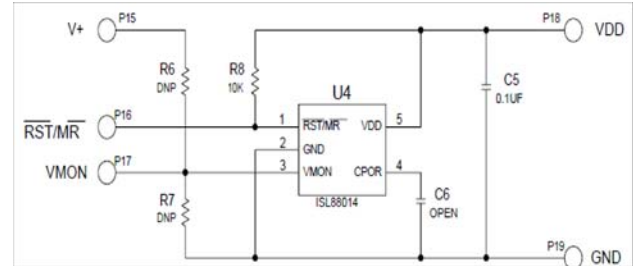 V+ P15 P18 VDD
R6 DNP R8 10K U4 C5 0.1UF
P16 RST/MR 1 RST/MR VDD 5
2 GND
P17 VMON 3 VMON CPOR 4
R7 DNP ISL88014 C6 OPEN
P19 GND